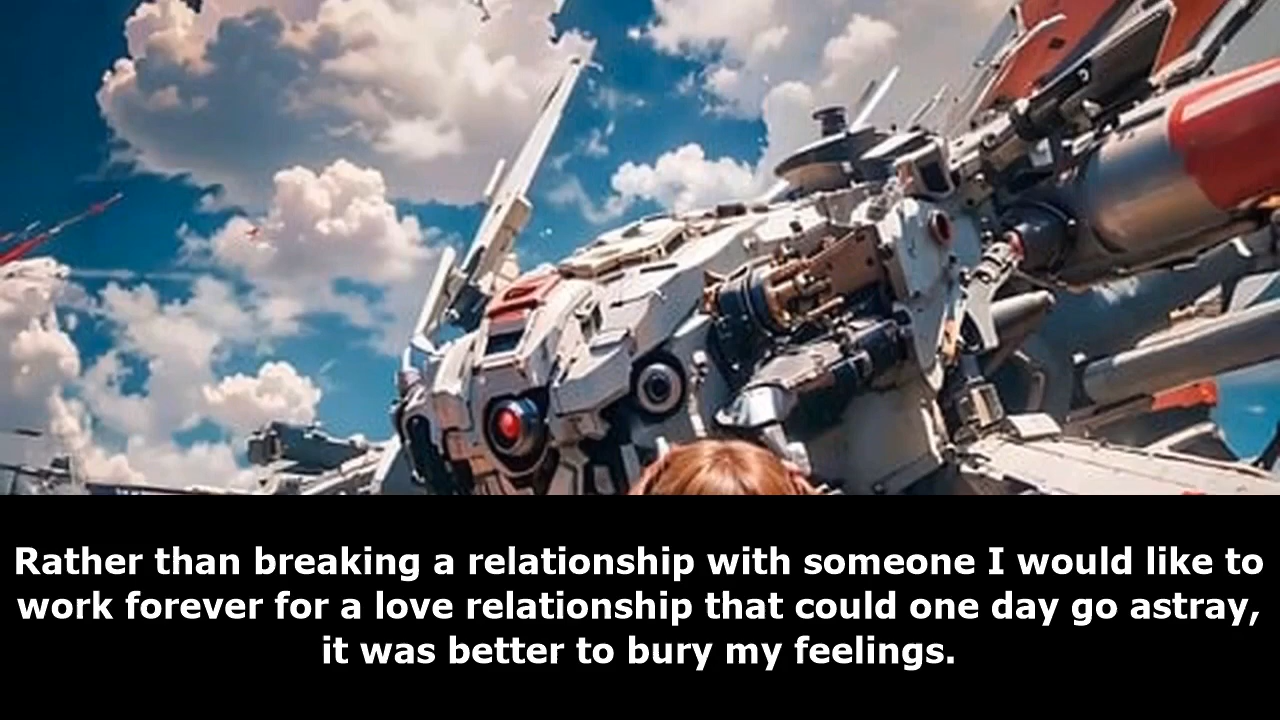 Rather than breaking a relationship with someone I would like to
work forever for a love relationship that could one day go astray,
it was better to bury my feelings.